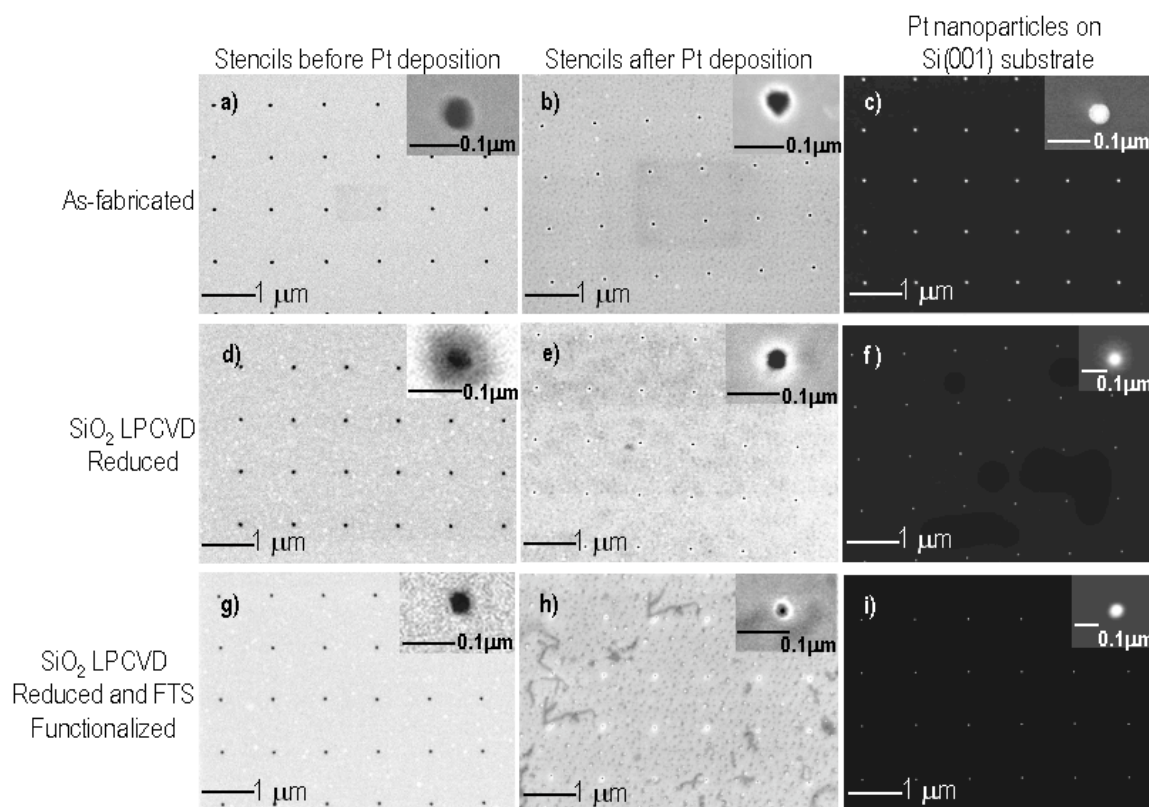 Pt nanoparticles on
Stencils before Pt deposition
Stencils after Pt deposition
Si(001) substrate
As-fabricated
a)
0.1μm
1 μm
b)
0.1μm
1 μm
c)
0.1μm
1 μm
SiO₂ LPCVD
Reduced
d)
0.1μm
1 μm
e)
0.1μm
1 μm
f)
0.1μm
1 μm
SiO₂ LPCVD
Reduced and FTS
Functionalized
g)
0.1μm
1 μm
h)
0.1μm
1 μm
i)
0.1μm
1 μm